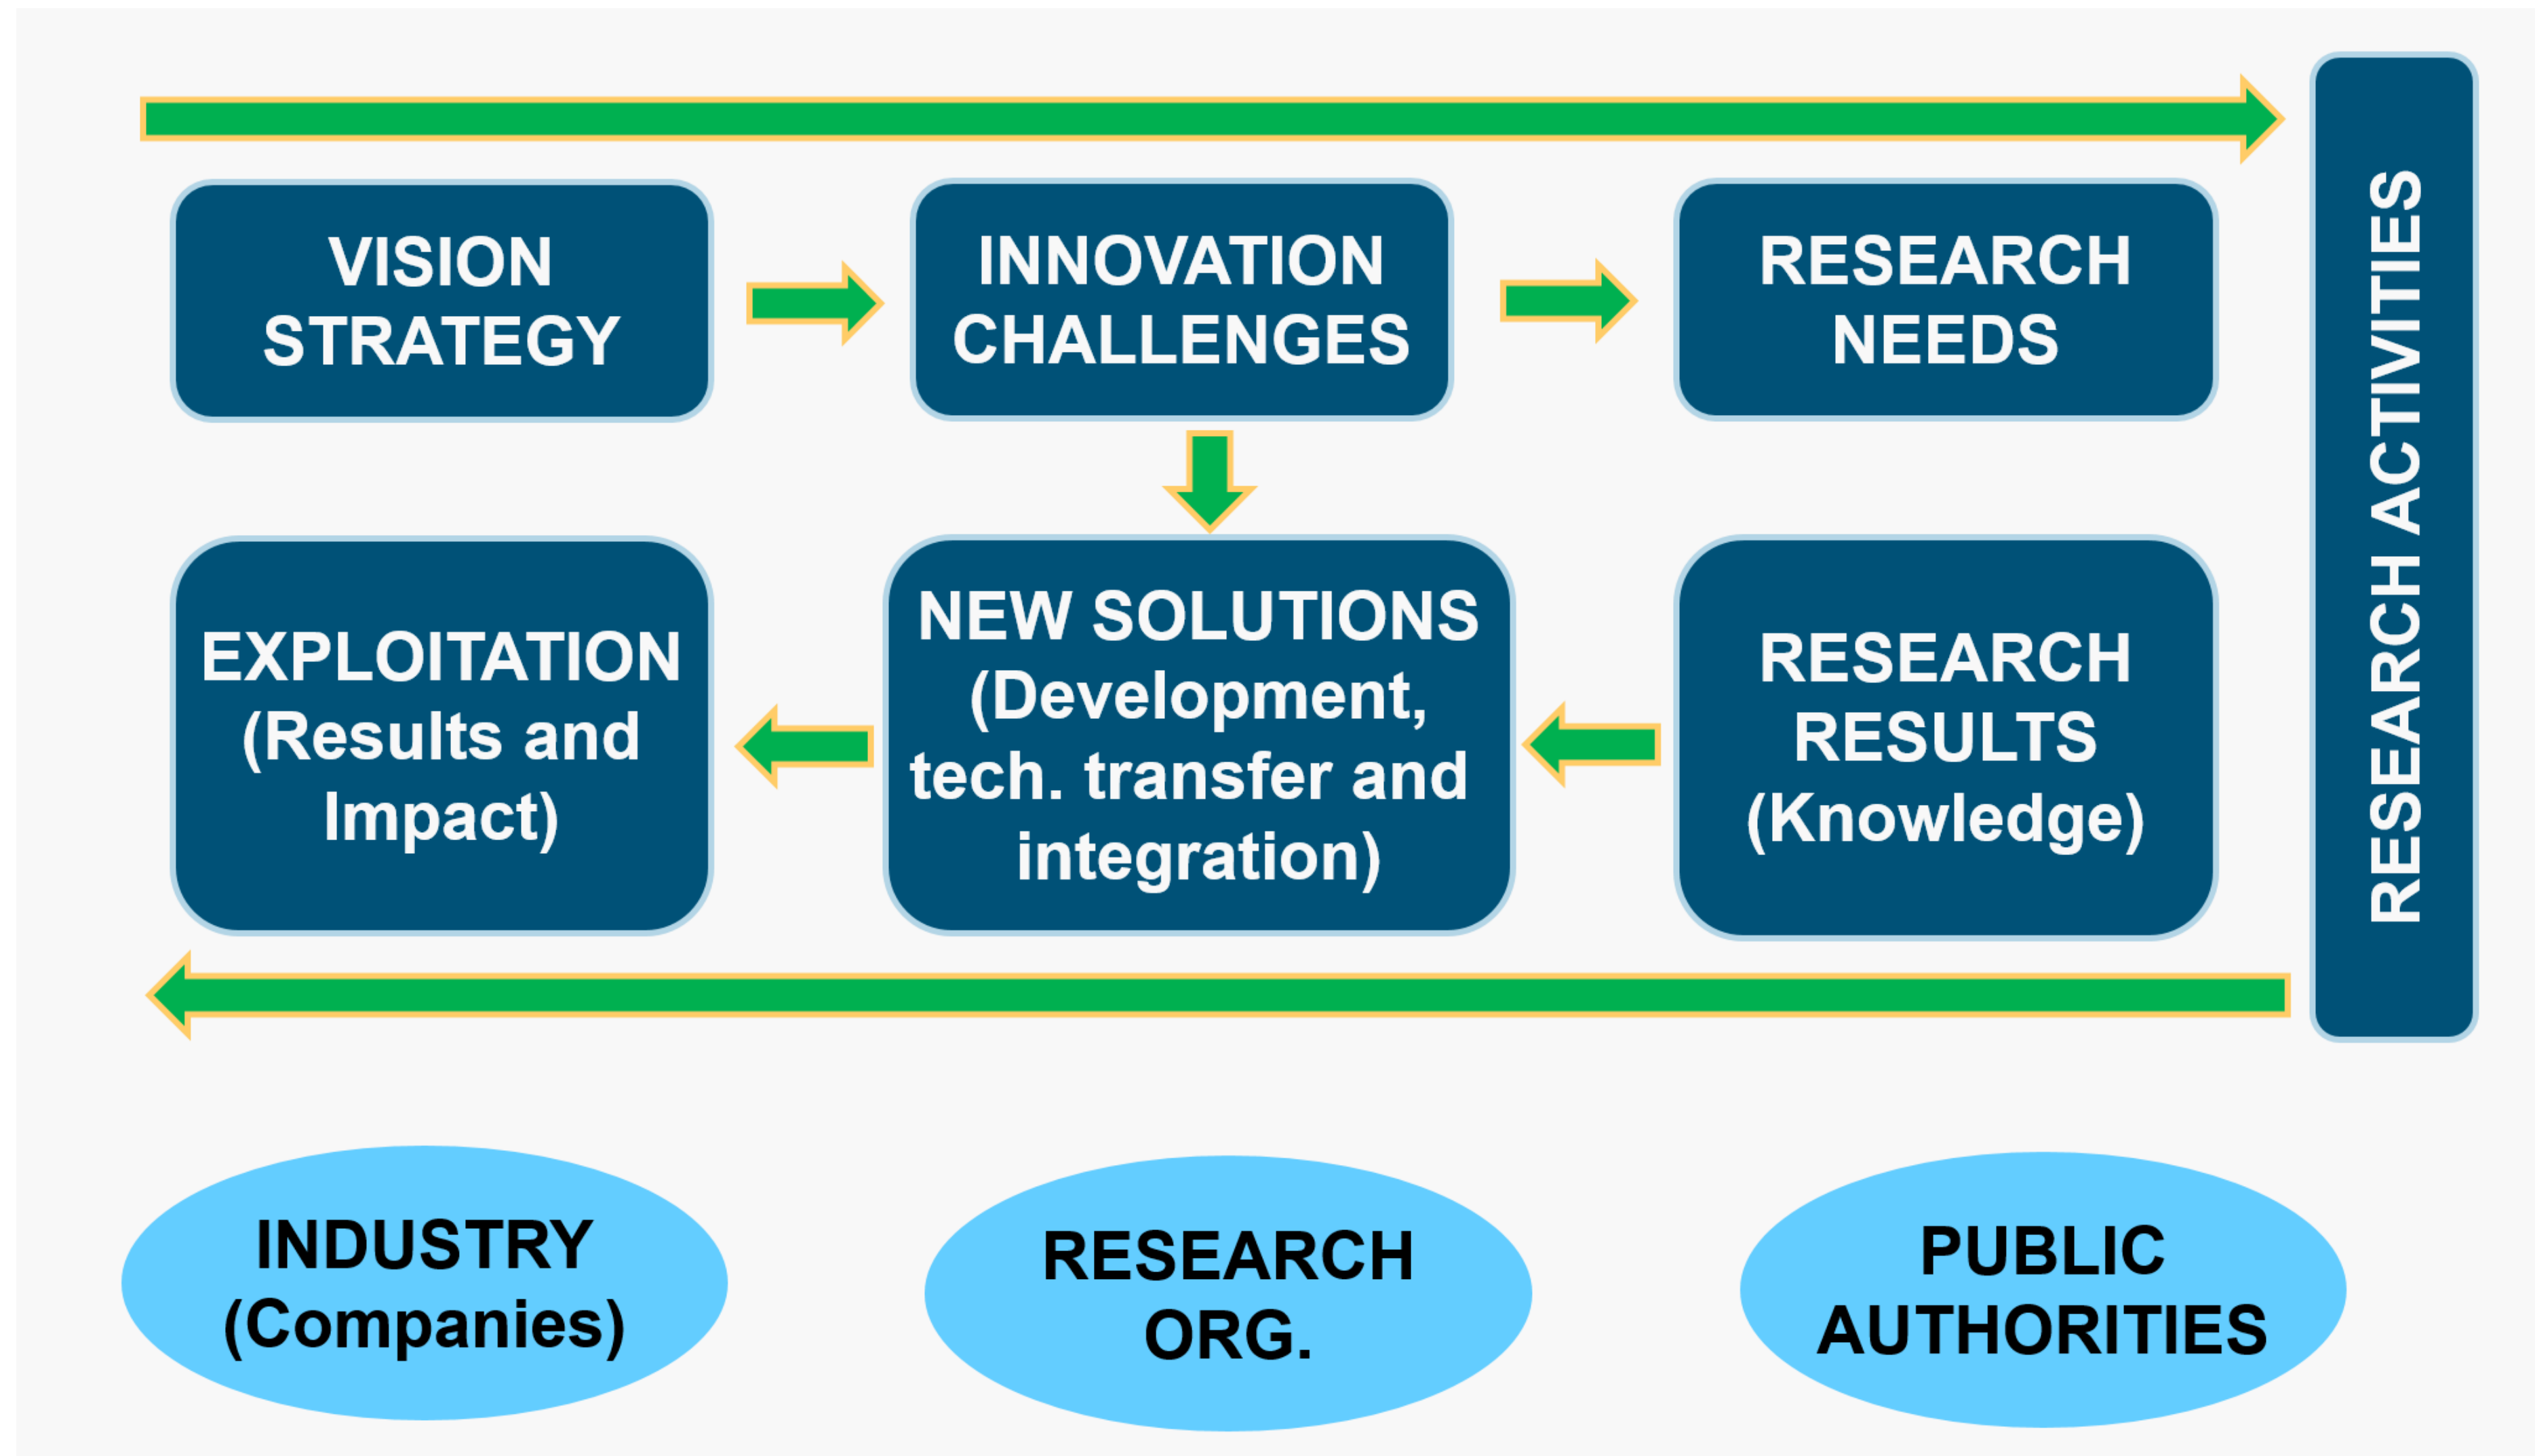 VISION
STRATEGY
INNOVATION
CHALLENGES
RESEARCH
NEEDS
RESEARCH ACTIVITIES
EXPLOITATION
(Results and
Impact)
NEW SOLUTIONS
(Development,
tech. transfer and
integration)
RESEARCH
RESULTS
(Knowledge)
INDUSTRY
(Companies)
RESEARCH
ORG.
PUBLIC
AUTHORITIES